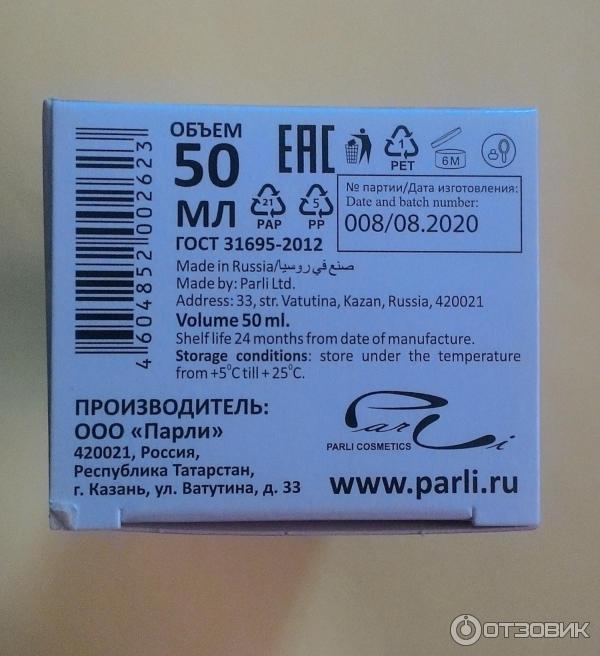 4 604852 002623
ОБЪЕМ
50
МЛ
EAC
1
PET
6M
21
PAP
5
PP
№ партии/Дата изготовления:
Date and batch number:
008/08.2020
ГОСТ 31695-2012
Made in Russia/صنع في روسيا
Made by: Parli Ltd.
Address: 33, str. Vatutina, Kazan, Russia, 420021
Volume 50 ml.
Shelf life 24 months from date of manufacture.
Storage conditions: store under the temperature
from +5⁰C till + 25⁰C.
ПРОИЗВОДИТЕЛЬ:
ООО «Парли»
420021, Россия,
Республика Татарстан,
г. Казань, ул. Ватутина, д. 33
ParLi
PARLI COSMETICS
www.parli.ru
ОТЗОВИК